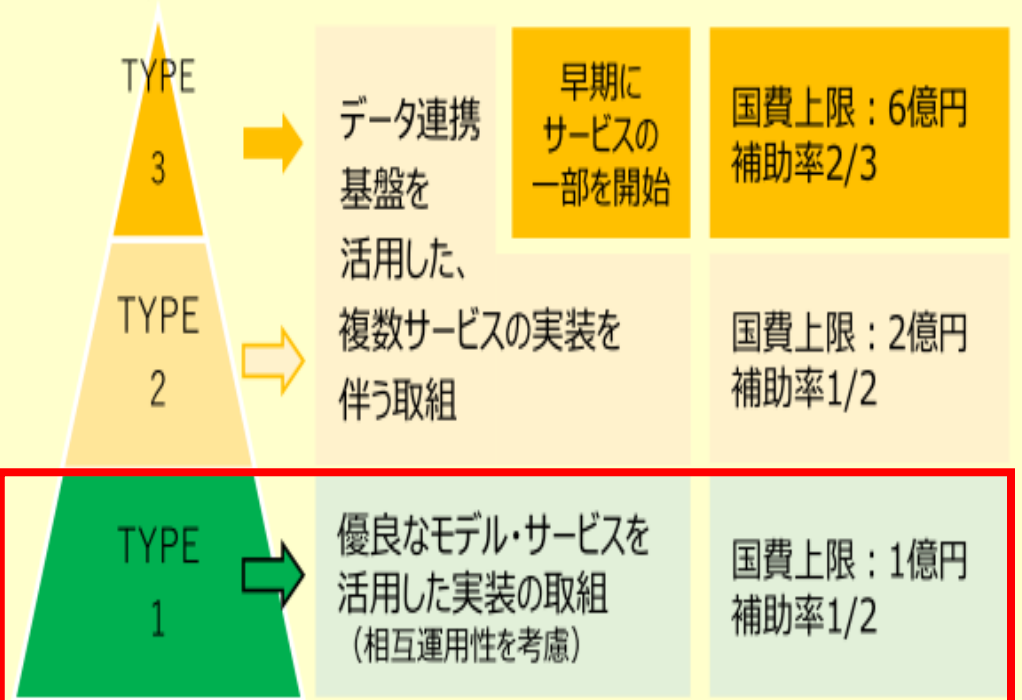 TYPE
3
データ連携
基盤を
活用した、
複数サービスの実装を
伴う取組
早期に
サービスの
一部を開始
国費上限：6億円
補助率2/3
TYPE
2
国費上限：2億円
補助率1/2
TYPE
1
優良なモデル・サービスを
活用した実装の取組
（相互運用性を考慮）
国費上限：1億円
補助率1/2